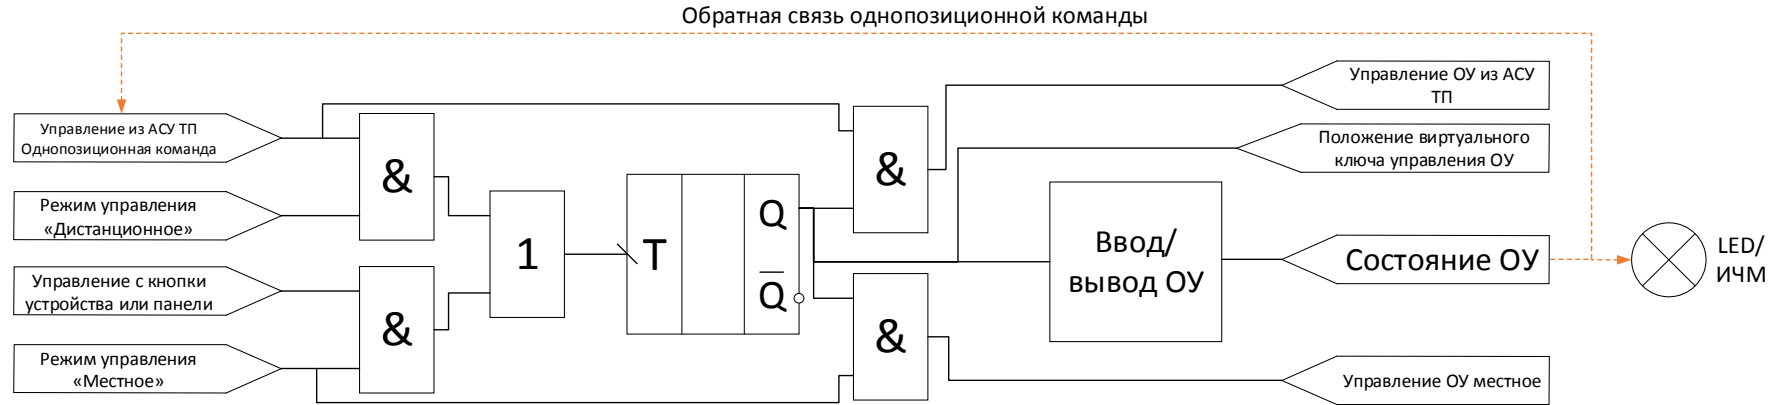 Обратная связь однопозиционной команды
Управление из АСУ ТП
Однопозиционная команда
Режим управления
«Дистанционное»
Управление с кнопки
устройства или панели
Режим управления
«Местное»
&
&
1
T
Q
Q̅
&
&
Ввод/
вывод ОУ
Управление ОУ из АСУ
ТП
Положение виртуального
ключа управления ОУ
Состояние ОУ
Управление ОУ местное
LED/
ИЧМ